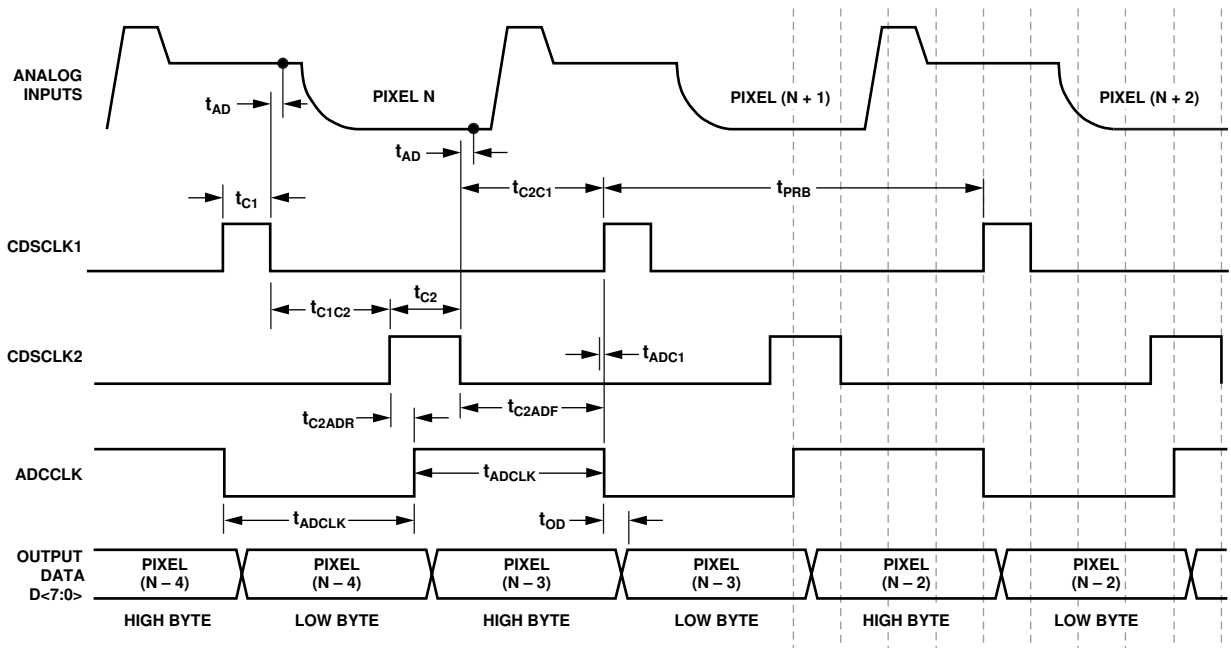 ANALOG
INPUTS
PIXEL N
PIXEL (N + 1)
PIXEL (N + 2)
tAD
tAD
tC1
tC2C1
tPRB
CDSCLK1
tC1C2
tC2
CDSCLK2
tADC1
tC2ADR
tC2ADF
ADCCLK
tADCLK
tADCLK
tOD
OUTPUT
DATA
D<7:0>
PIXEL
(N – 4)
PIXEL
(N – 4)
PIXEL
(N – 3)
PIXEL
(N – 3)
PIXEL
(N – 2)
PIXEL
(N – 2)
HIGH BYTE
LOW BYTE
HIGH BYTE
LOW BYTE
HIGH BYTE
LOW BYTE